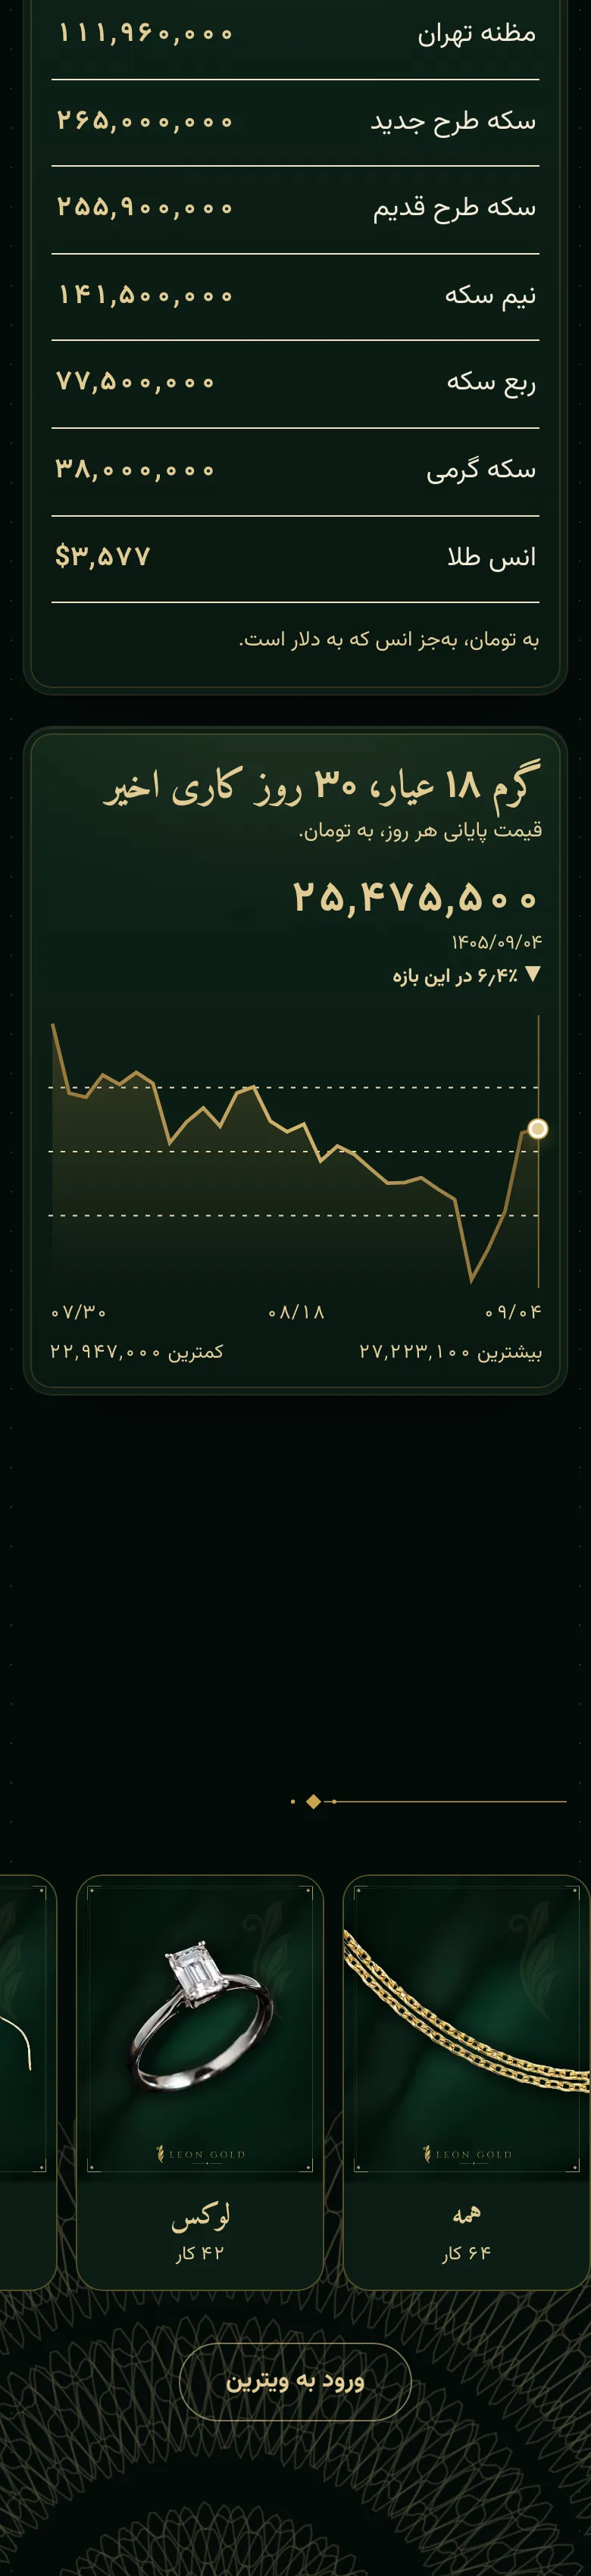 مظنه تهران ۱۱۱,۹۶۰,۰۰۰
سکه طرح جدید ۲۶۵,۰۰۰,۰۰۰
سکه طرح قدیم ۲۵۵,۹۰۰,۰۰۰
نیم سکه ۱۴۱,۵۰۰,۰۰۰
ربع سکه ۷۷,۵۰۰,۰۰۰
سکه گرمی ۳۸,۰۰۰,۰۰۰
انس طلا $۳,۵۷۷
به تومان، به‌جز انس که به دلار است.
گرم ۱۸ عیار، ۳۰ روز کاری اخیر
قیمت پایانی هر روز، به تومان.
۲۵,۴۷۵,۵۰۰
۱۴۰۵/۰۹/۰۴
▼ ۶٫۴٪ در این بازه
۰۷/۳۰ ۰۸/۱۸ ۰۹/۰۴
بیشترین ۲۷,۲۲۳,۱۰۰ کمترین ۲۲,۹۴۷,۰۰۰
LEON GOLD
همه
۶۴ کار
LEON GOLD
لوکس
۴۲ کار
ورود به ویترین